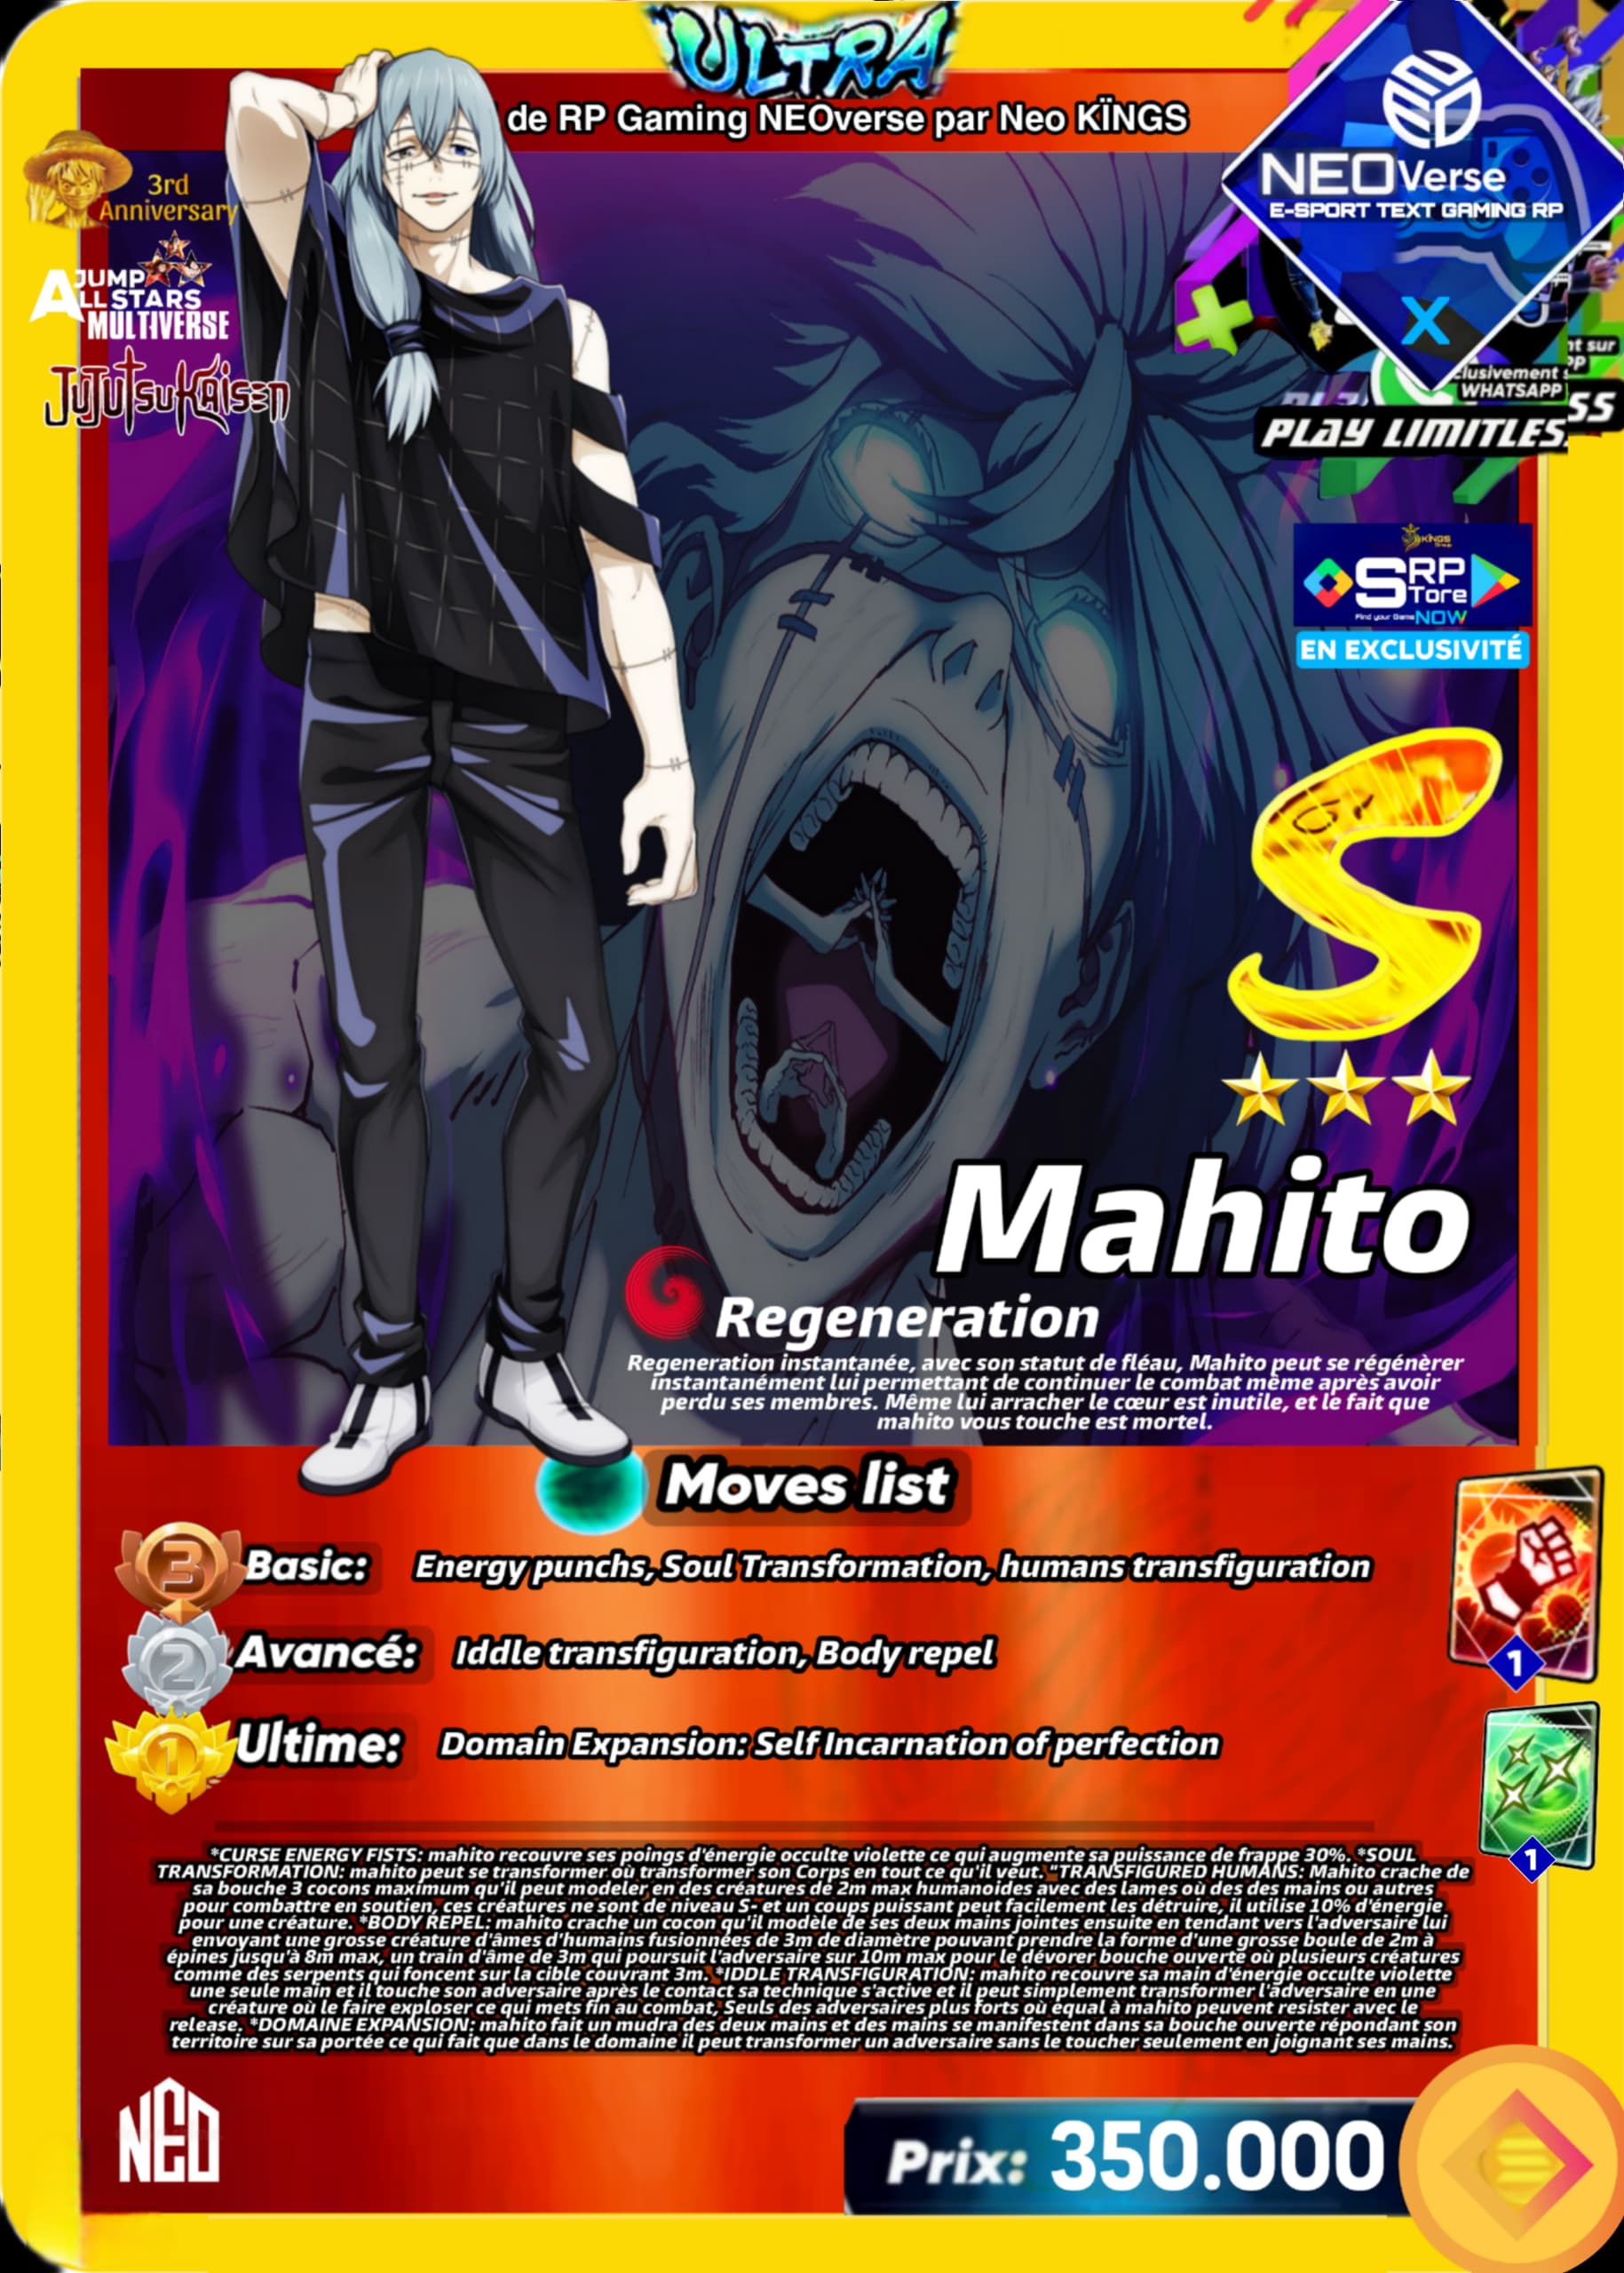 ULTRA
de RP Gaming NEOverse par Neo KÏNGS
3rd
Anniversary
JUMP
ALL STARS
MULTIVERSE
JUJUTSU KAISEN
NEOVerse
E-SPORT TEXT GAMING RP
X
nt sur
lusivement
WHATSAPP
SS
PLAY LIMITLES
KINGS
SRP
Tore
Find your Game NOW
EN EXCLUSIVITÉ
S
Mahito
Regeneration
Regeneration instantanée, avec son statut de fléau, Mahito peut se régénèrer
instantanément lui permettant de continuer le combat même après avoir
perdu ses membres. Même lui arracher le cœur est inutile, et le fait que
mahito vous touche est mortel.
Moves list
3 Basic: Energy punchs, Soul Transformation, humans transfiguration
2 Avancé: Iddle transfiguration, Body repel
1 Ultime: Domain Expansion: Self Incarnation of perfection
1
1
*CURSE ENERGY FISTS: mahito recouvre ses poings d'énergie occulte violette ce qui augmente sa puissance de frappe 30%. *SOUL
TRANSFORMATION: mahito peut se transformer où transformer son Corps en tout ce qu'il veut. "TRANSFIGURED HUMANS: Mahito crache de
sa bouche 3 cocons maximum qu'il peut modeler en des créatures de 2m max humanoides avec des lames où des des mains ou autres
pour combattre en soutien, ces créatures ne sont de niveau S- et un coups puissant peut facilement les détruire, il utilise 10% d'énergie
pour une créature. *BODY REPEL: mahito crache un cocon qu'il modèle de ses deux mains jointes ensuite en tendant vers l'adversaire lui
envoyant une grosse créature d'âmes d'humains fusionnées de 3m de diamètre pouvant prendre la forme d'une grosse boule de 2m à
épines jusqu'à 8m max, un train d'âme de 3m qui poursuit l'adversaire sur 10m max pour le dévorer bouche ouverte où plusieurs créatures
comme des serpents qui foncent sur la cible couvrant 3m. *IDDLE TRANSFIGURATION: mahito recouvre sa main d'énergie occulte violette
une seule main et il touche son adversaire après le contact sa technique s'active et il peut simplement transformer l'adversaire en une
créature où le faire exploser ce qui mets fin au combat, Seuls des adversaires plus forts où equal à mahito peuvent resister avec le
release. *DOMAINE EXPANSION: mahito fait un mudra des deux mains et des mains se manifestent dans sa bouche ouverte répondant son
territoire sur sa portée ce qui fait que dans le domaine il peut transformer un adversaire sans le toucher seulement en joignant ses mains.
NEO
Prix: 350.000